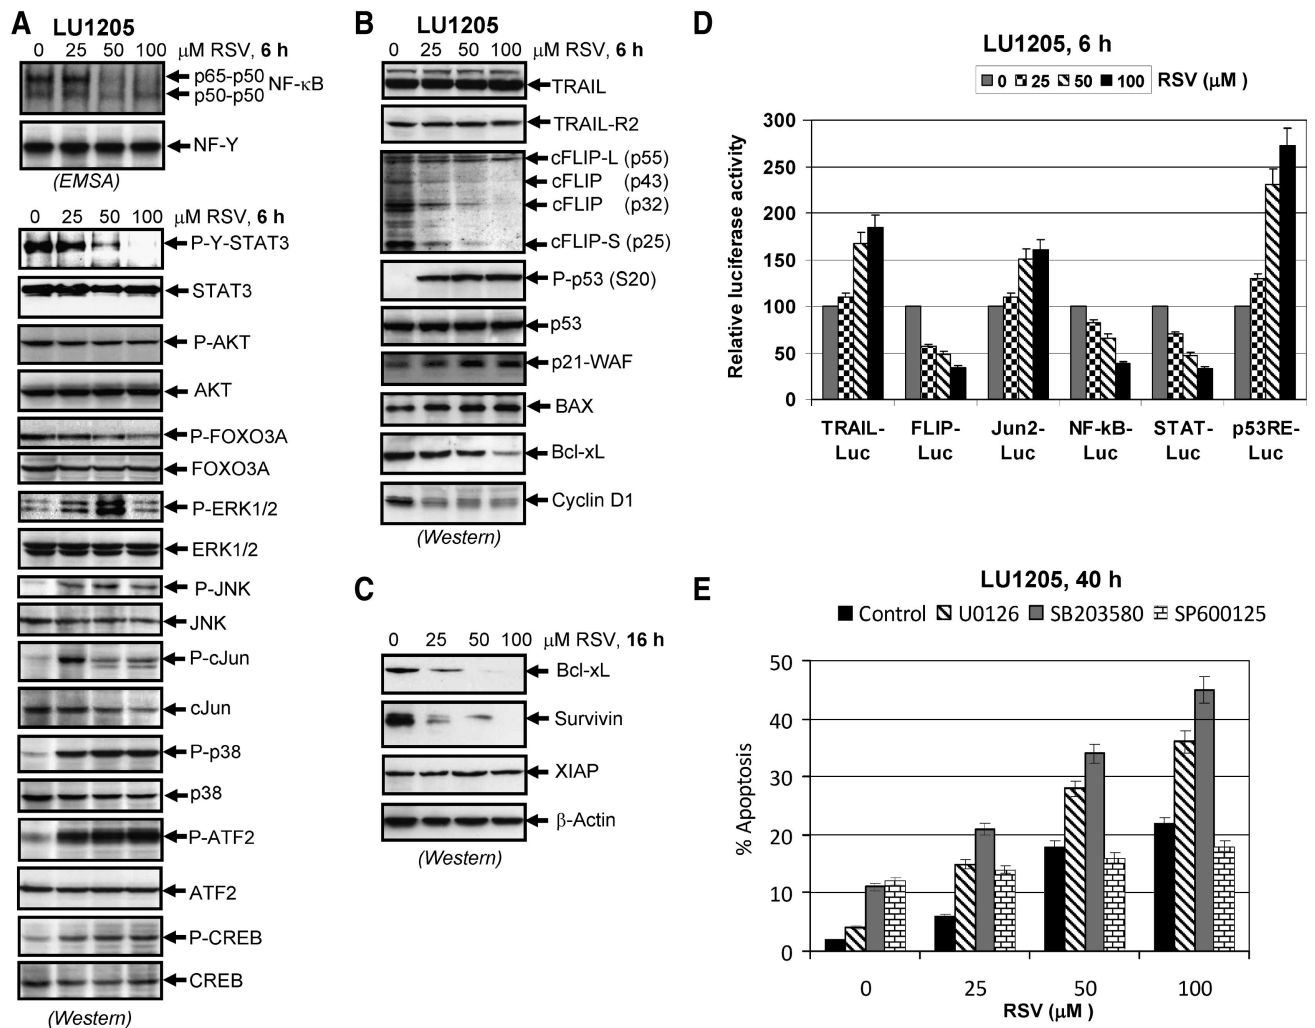 A
LU1205
0 25 50 100 μM RSV, 6 h
p65-p50
NF-κB
p50-p50
NF-Y
(EMSA)
0 25 50 100 μM RSV, 6 h
P-Y-STAT3
STAT3
P-AKT
AKT
P-FOXO3A
FOXO3A
P-ERK1/2
ERK1/2
P-JNK
JNK
P-cJun
cJun
P-p38
p38
P-ATF2
ATF2
P-CREB
CREB
(Western)
B
LU1205
0 25 50 100 μM RSV, 6 h
TRAIL
TRAIL-R2
cFLIP-L (p55)
cFLIP (p43)
cFLIP (p32)
cFLIP-S (p25)
P-p53 (S20)
p53
p21-WAF
BAX
Bcl-xL
Cyclin D1
(Western)
C
0 25 50 100 μM RSV, 16 h
Bcl-xL
Survivin
XIAP
β-Actin
(Western)
D
LU1205, 6 h
0 25 50 100 RSV (μM )
Relative luciferase activity
300
250
200
150
100
50
0
TRAIL-
Luc
FLIP-
Luc
Jun2-
Luc
NF-kB-
Luc
STAT-
Luc
p53RE-
Luc
E
LU1205, 40 h
Control U0126 SB203580 SP600125
% Apoptosis
50
40
30
20
10
0
0 25 50 100
RSV (μM )